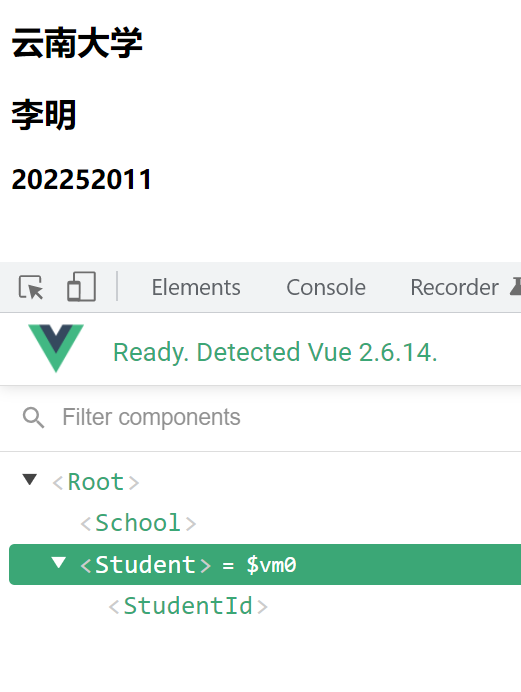 云南大学
李明
202252011
Elements Console Recorder
Ready. Detected Vue 2.6.14.
Filter components
<Root>
<School>
<Student> = $vm0
<StudentId>